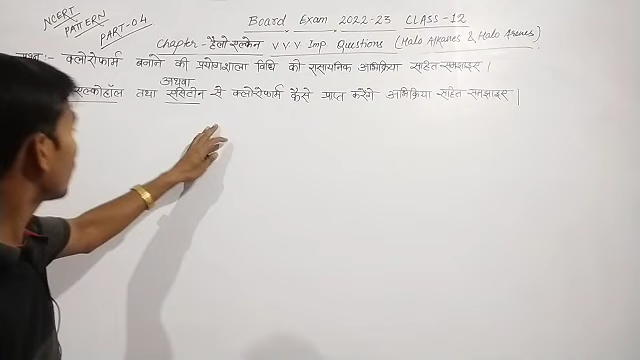 NCERT
PATTERN
PART-04
Board Exam 2022-23 CLASS-12
Chapter - हैलोएल्केन V V V Imp Questions (Halo Alkanes & Halo Arenes)
:- क्लोरोफार्म बनाने की प्रयोगशाला विधि को रासायनिक अभिक्रिया सहित समझाइए।
अथवा
एल्कोहॉल तथा एसिटोन से क्लोरोफार्म कैसे प्राप्त करेंगे अभिक्रिया सहित समझाइए।